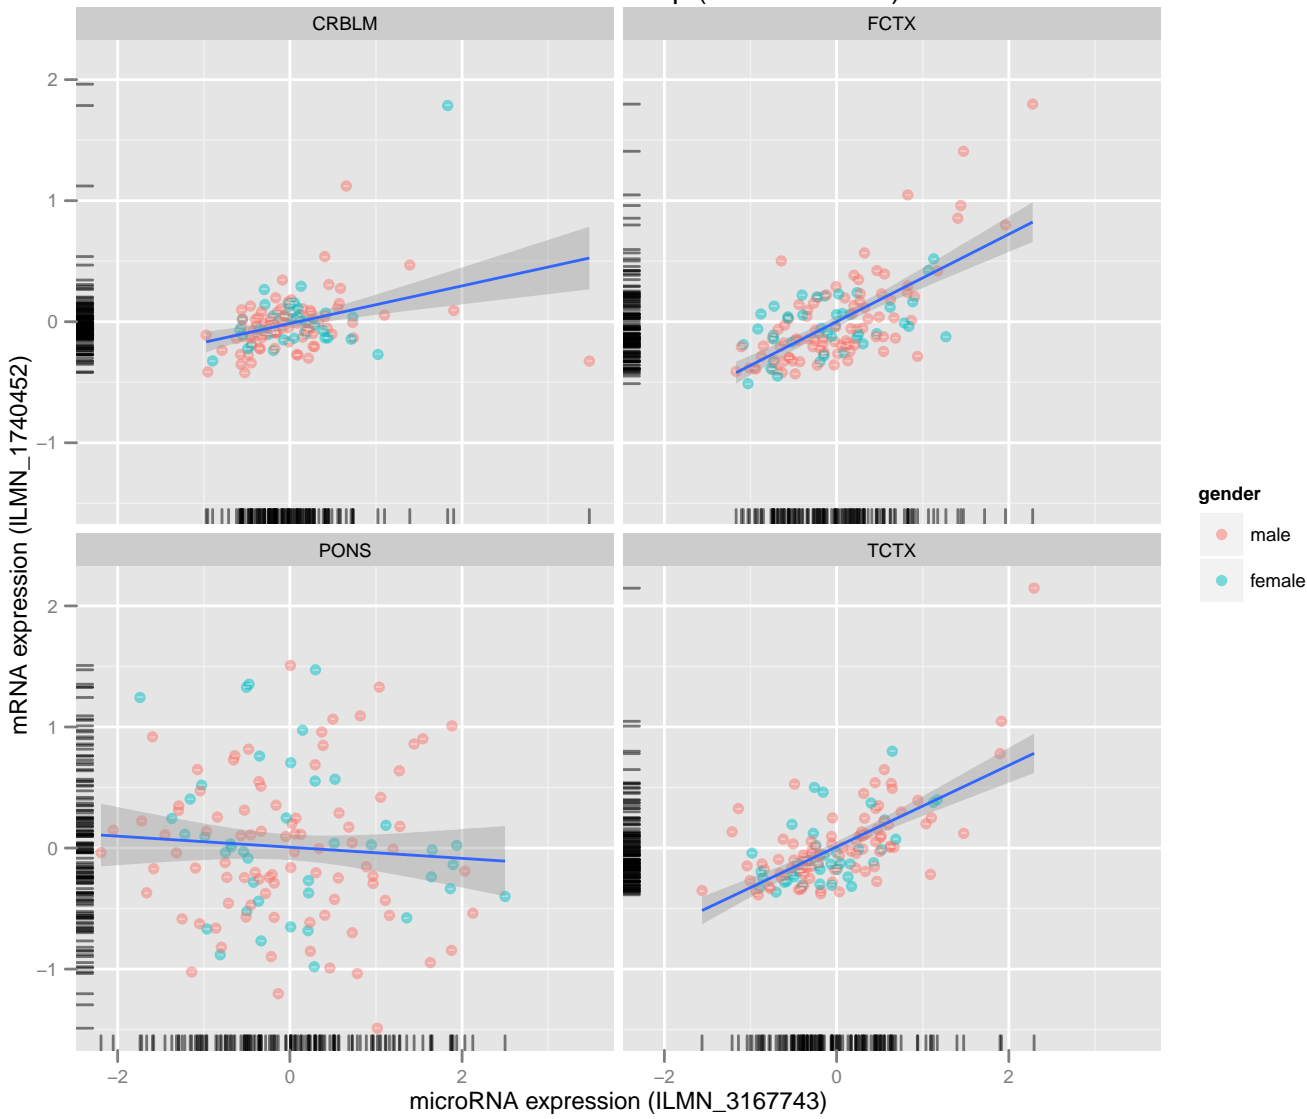 CRBLM
FCTX
2
1
0
−1
mRNA expression (ILMN_1740452)
gender
male
female
PONS
TCTX
2
1
0
−1
−2
0
2
−2
0
2
microRNA expression (ILMN_3167743)